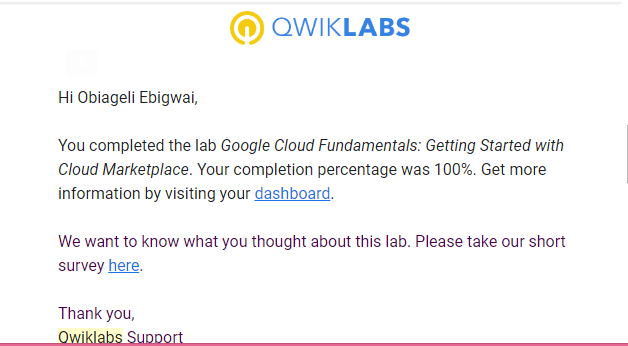 QWIKLABS
Hi Obiageli Ebigwai,
You completed the lab Google Cloud Fundamentals: Getting Started with
Cloud Marketplace. Your completion percentage was 100%. Get more
information by visiting your dashboard.
We want to know what you thought about this lab. Please take our short
survey here.
Thank you,
Qwiklabs Support